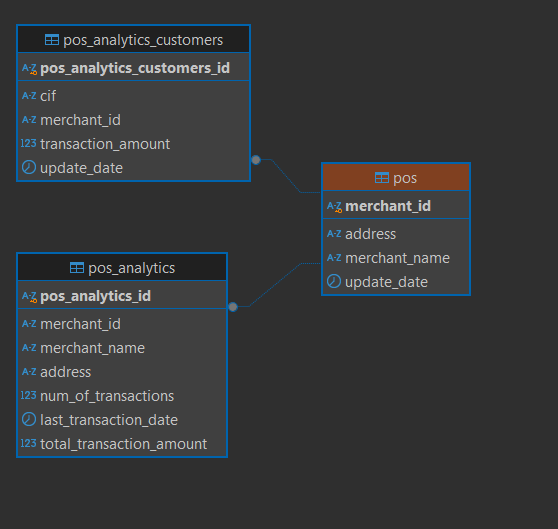 pos_analytics_customers
A-Z pos_analytics_customers_id
A-Z cif
A-Z merchant_id
123 transaction_amount
update_date
pos
A-Z merchant_id
A-Z address
A-Z merchant_name
update_date
pos_analytics
A-Z pos_analytics_id
A-Z merchant_id
A-Z merchant_name
A-Z address
123 num_of_transactions
last_transaction_date
123 total_transaction_amount